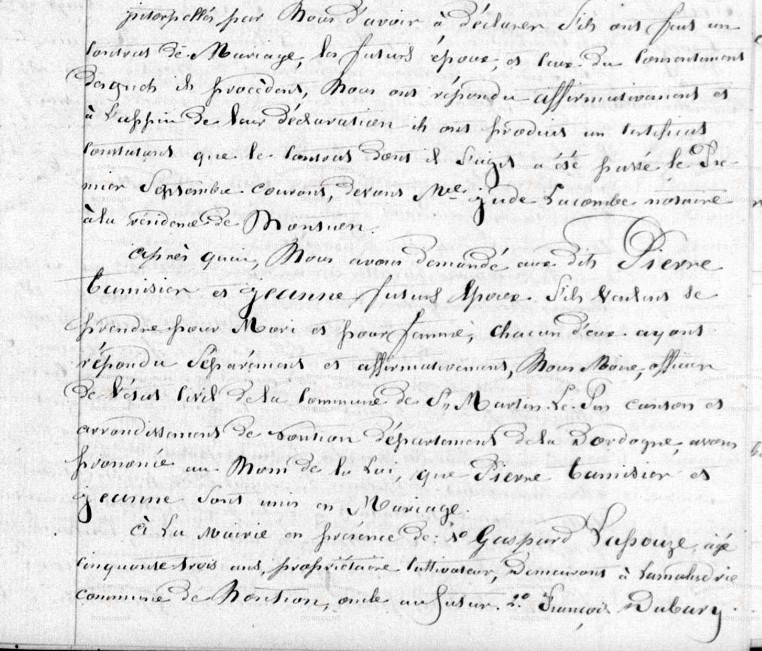 interpellés par Nous d'avoir à déclarer s'ils ont fait un
Contrat de Mariage, les futurs époux, et ceux du Consentement
desquels ils procèdent, Nous ont répondu affirmativement et
à l'appui de leur déclaration ils ont produit un Certificat
Constatant que le Contrat dont il s'agit a été passé le Pre
mier Septembre courant, devant Me Jude Lacombe notaire
à la résidence de
Après quoi, Nous avons demandé aux dits Pierre
Tamisier et Jeanne futurs époux s'ils veulent se
prendre pour Mari et pour femme, chacun d'eux ayant
répondu Séparément et affirmativement, Nous Maire, officier
de l'état Civil de la Commune de St Martin Le Pin canton et
arrondissement de Nontron département de la Dordogne, avons
prononcé au Nom de la Loi, que Pierre Tamisier et
Jeanne sont unis en Mariage.
À La Mairie en présence de: 1o Gaspard Lapouze, âgé
cinquante-trois ans, propriétaire Cultivateur, Demeurant à
commune de Nontron, oncle au futur. 2o François Dubary